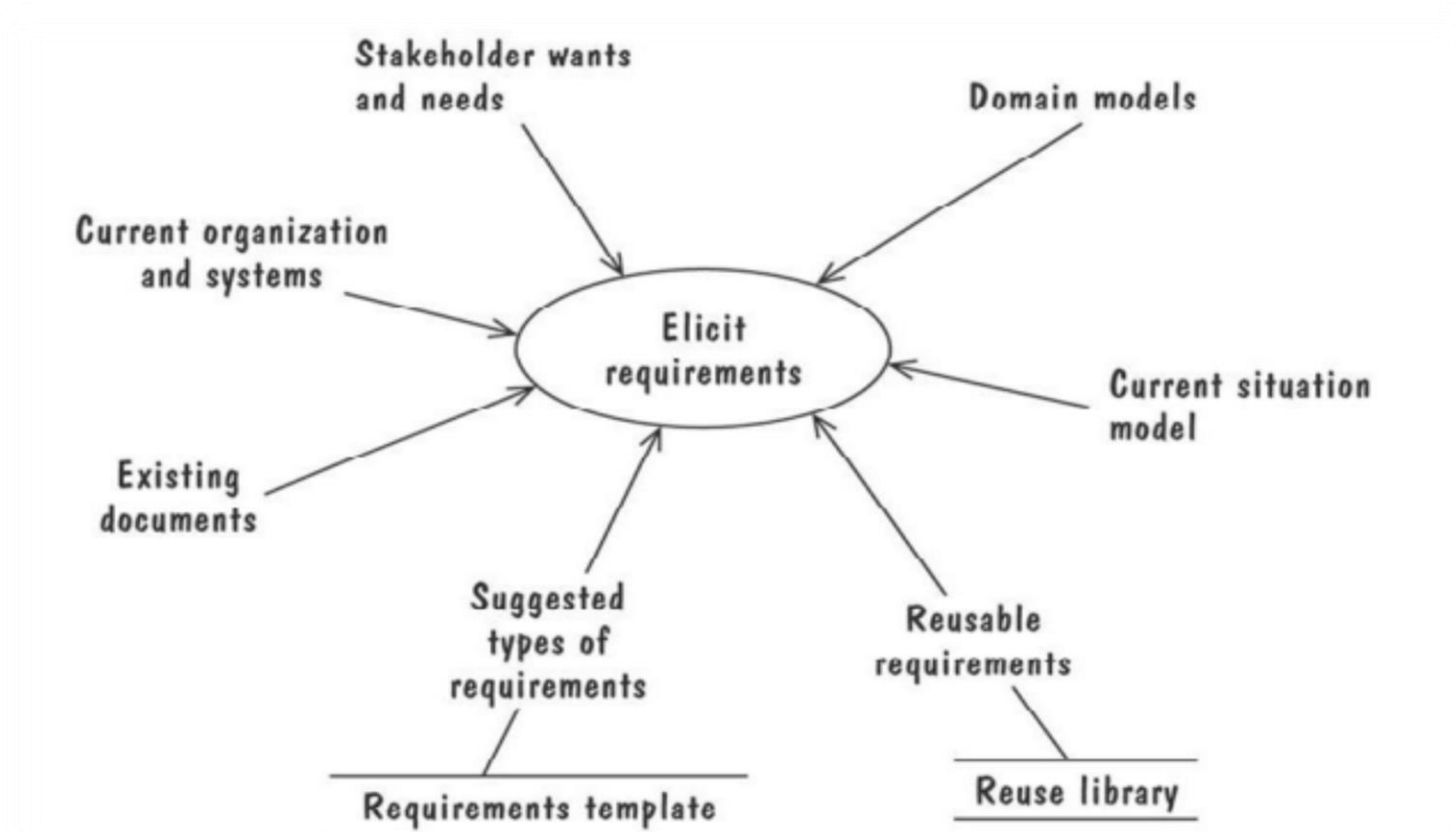 Stakeholder wants
and needs
Domain models
Current organization
and systems
Elicit
requirements
Current situation
model
Existing
documents
Suggested
types of
requirements
Reusable
requirements
Requirements template
Reuse library